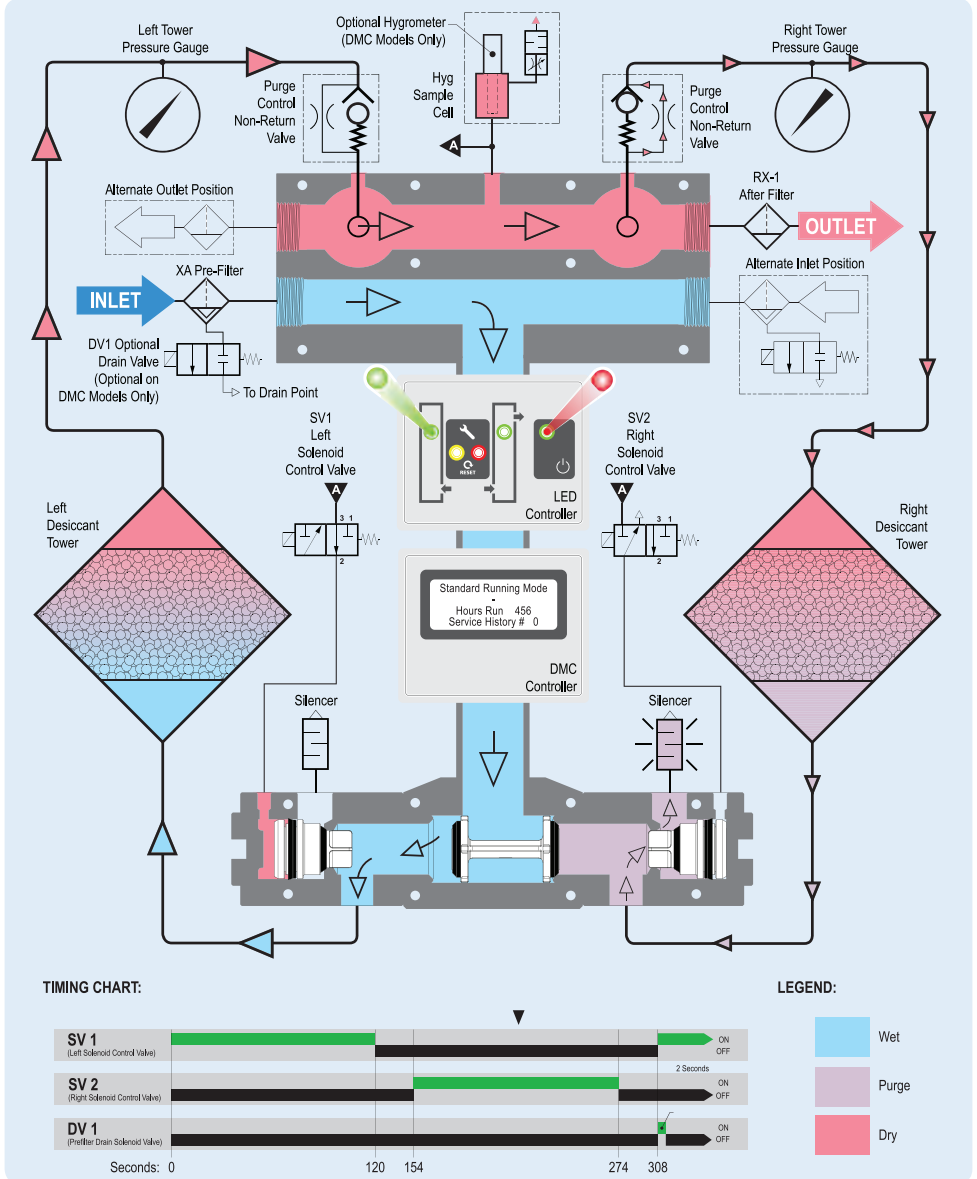 Left Tower
Pressure Gauge
Optional Hygrometer
(DMC Models Only)
Right Tower
Pressure Gauge
Purge
Control
Non-Return
Valve
Hyg
Sample
Cell
Purge
Control
Non-Return
Valve
A
Alternate Outlet Position
RX-1
After Filter
OUTLET
XA Pre-Filter
Alternate Inlet Position
INLET
DV1 Optional
Drain Valve
(Optional on
DMC Models Only)
To Drain Point
SV1
Left
Solenoid
Control Valve
A
3 1
2
RESET
LED
Controller
SV2
Right
Solenoid
Control Valve
A
3 1
2
Left
Desiccant
Tower
Right
Desiccant
Tower
Standard Running Mode
-
Hours Run 456
Service History # 0
DMC
Controller
Silencer
Silencer
TIMING CHART:
LEGEND:
SV 1
(Left Solenoid Control Valve)
ON
OFF
Wet
2 Seconds
SV 2
(Right Solenoid Control Valve)
ON
OFF
Purge
DV 1
(Prefilter Drain Solenoid Valve)
ON
OFF
Dry
Seconds: 0 120 154 274 308